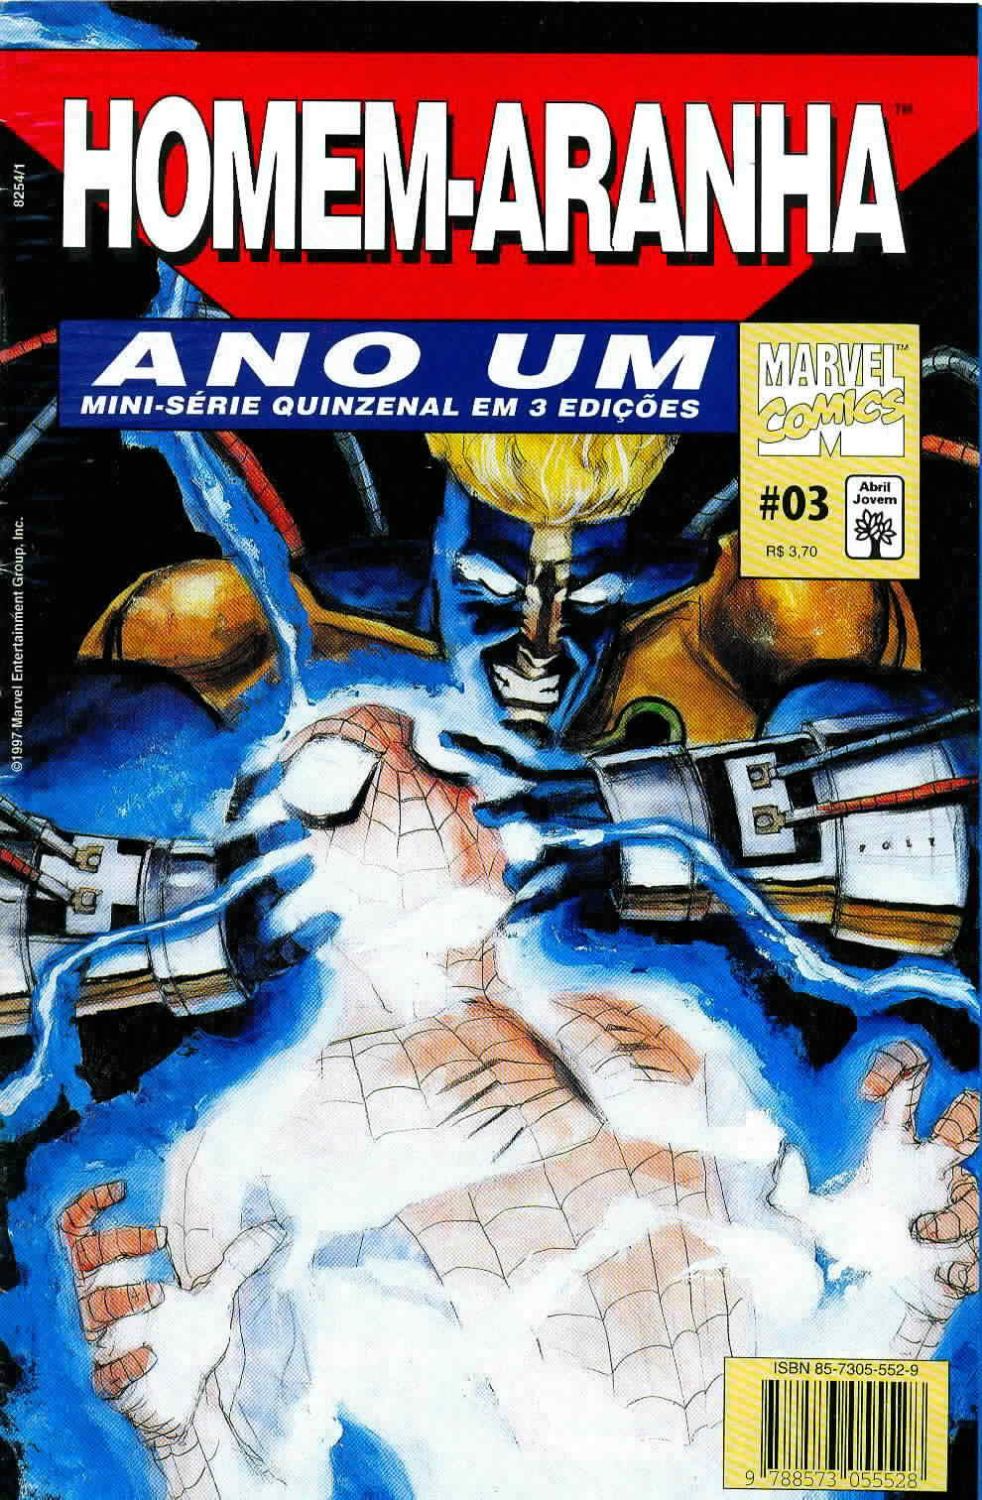 HOMEM-ARANHA™
8254/1
ANO UM
MINI-SÉRIE QUINZENAL EM 3 EDIÇÕES
MARVEL™
COMICS
#03
Abril
Jovem
R$ 3,70
©1997 Marvel Entertainment Group, Inc.
ISBN 85-7305-552-9
9 788573 055528